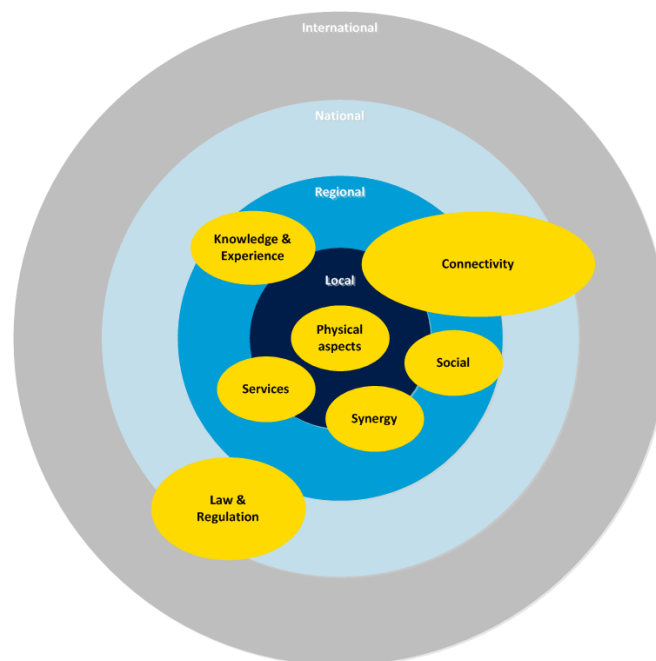 International
National
Regional
Knowledge &
Experience
Connectivity
Local
Physical
aspects
Social
Services
Synergy
Law &
Regulation